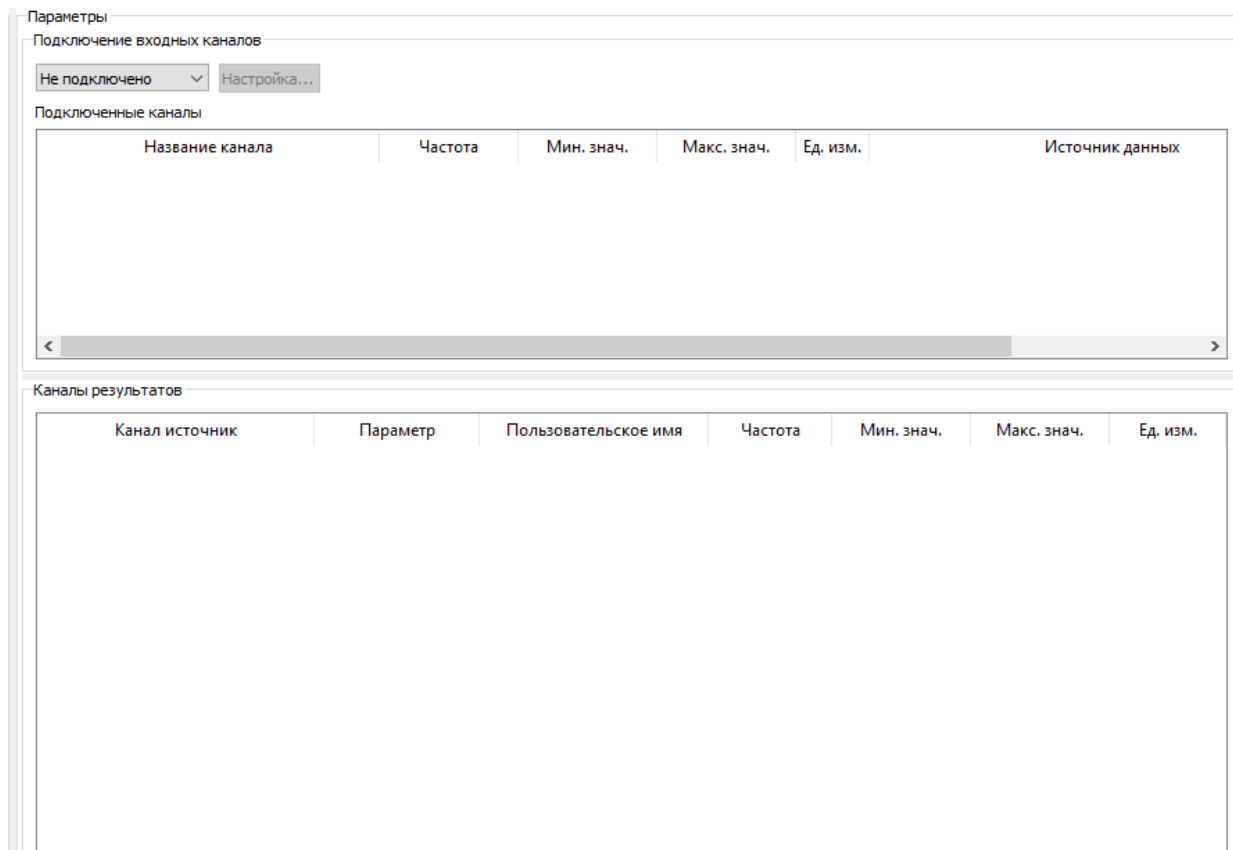 Параметры
Подключение входных каналов
Не подключено Настройка...
Подключенные каналы
Название канала Частота Мин. знач. Макс. знач. Ед. изм. Источник данных
Каналы результатов
Канал источник Параметр Пользовательское имя Частота Мин. знач. Макс. знач. Ед. изм.